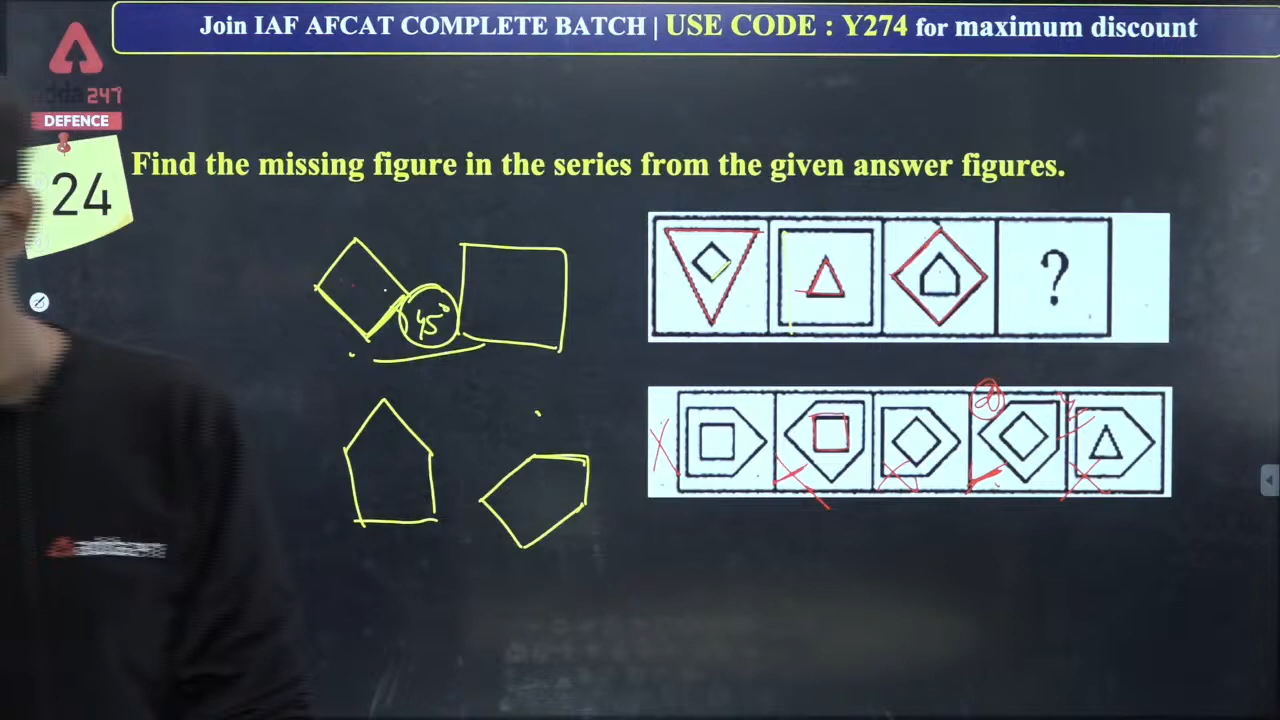 Join IAF AFCAT COMPLETE BATCH | USE CODE : Y274 for maximum discount
adda 247
DEFENCE
24
Find the missing figure in the series from the given answer figures.
?
45°